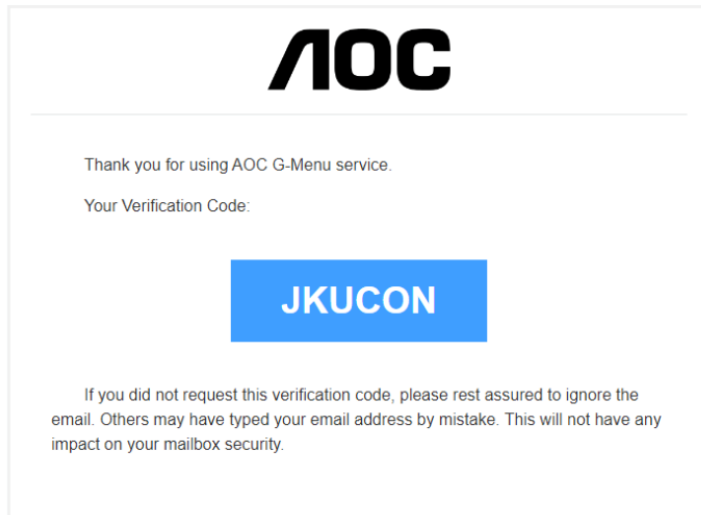 AOC
Thank you for using AOC G-Menu service.
Your Verification Code:
JKUCON
If you did not request this verification code, please rest assured to ignore the
email. Others may have typed your email address by mistake. This will not have any
impact on your mailbox security.